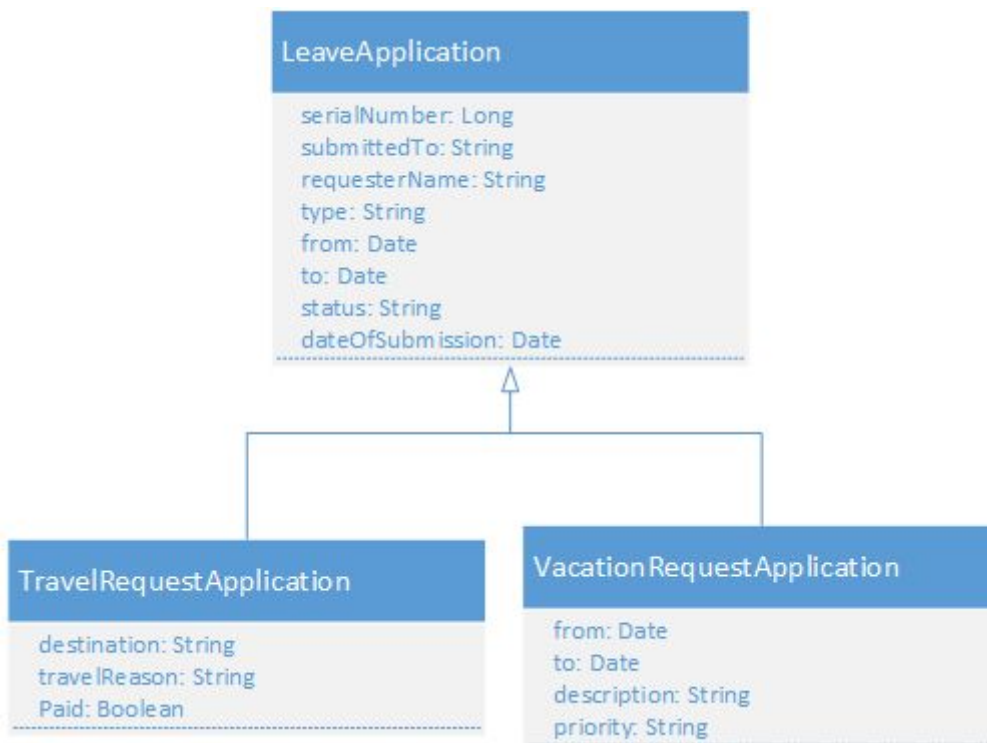 LeaveApplication
serialNumber: Long
submittedTo: String
requesterName: String
type: String
from: Date
to: Date
status: String
dateOfSubmission: Date
TravelRequestApplication
destination: String
travelReason: String
Paid: Boolean
VacationRequestApplication
from: Date
to: Date
description: String
priority: String